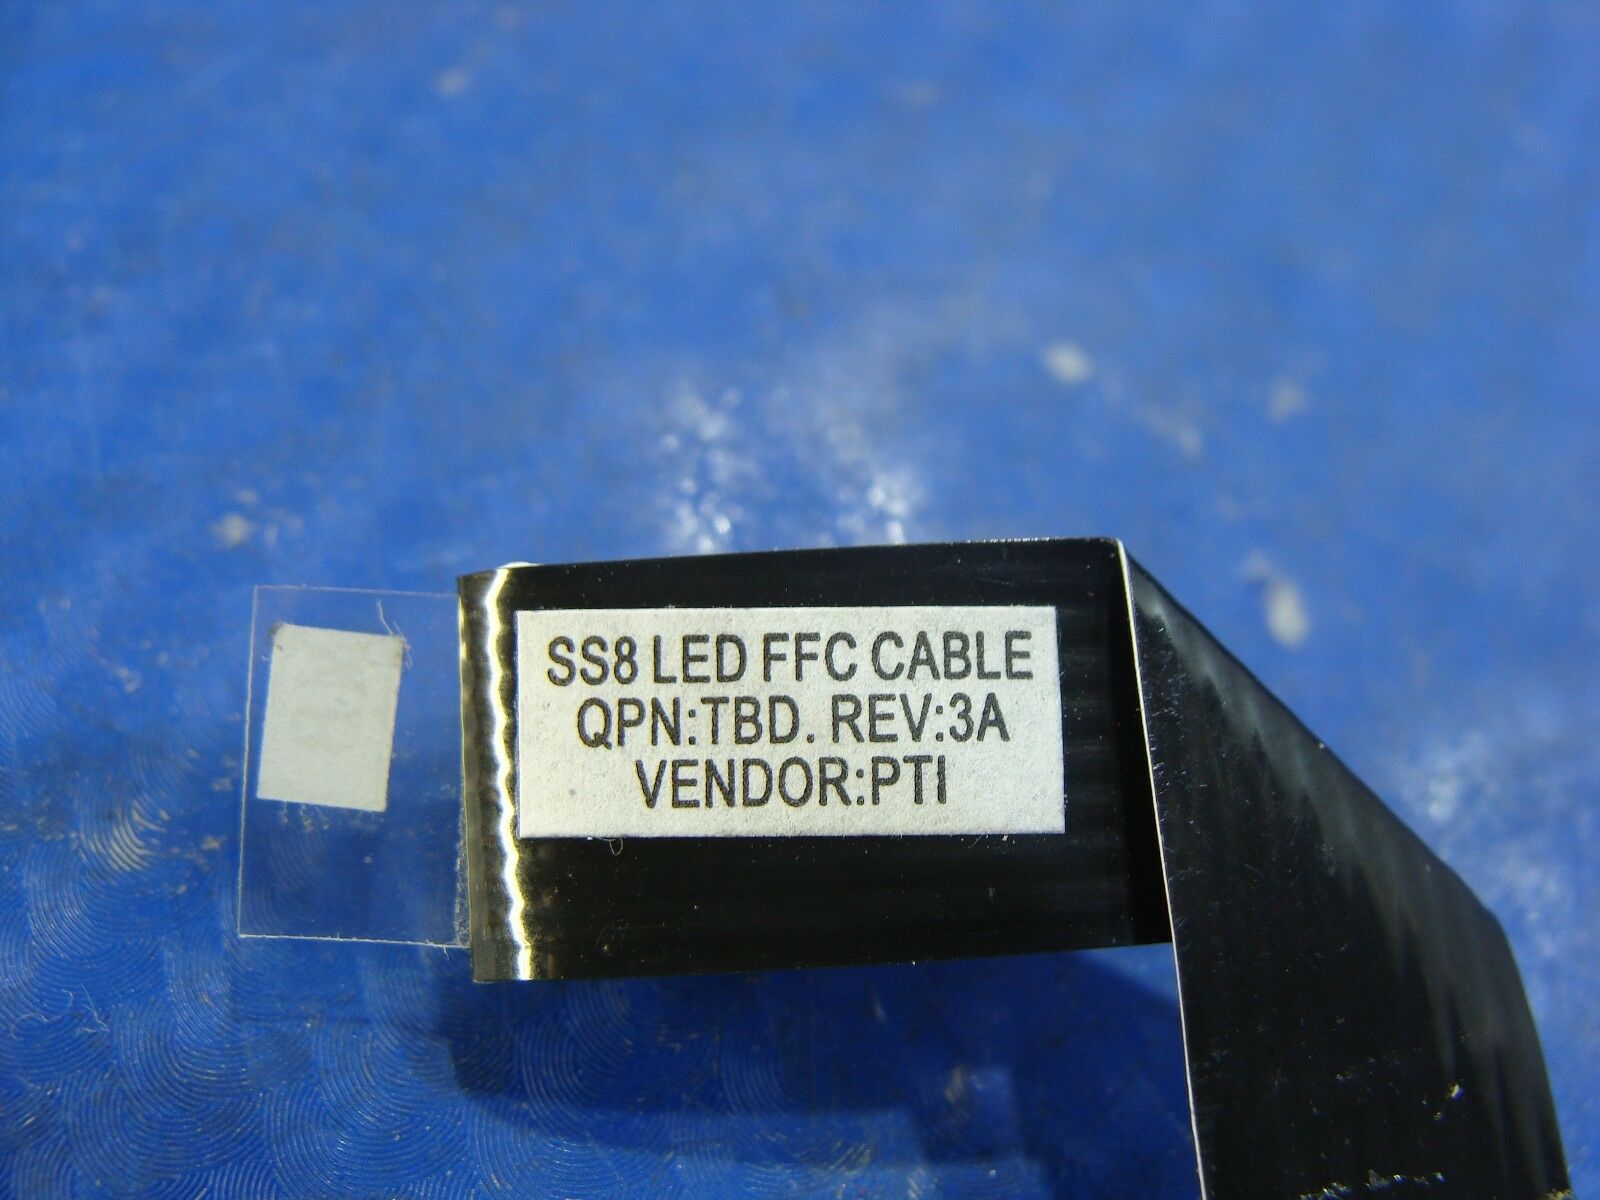 SS8 LED FFC CABLE
QPN:TBD. REV:3A
VENDOR:PTI